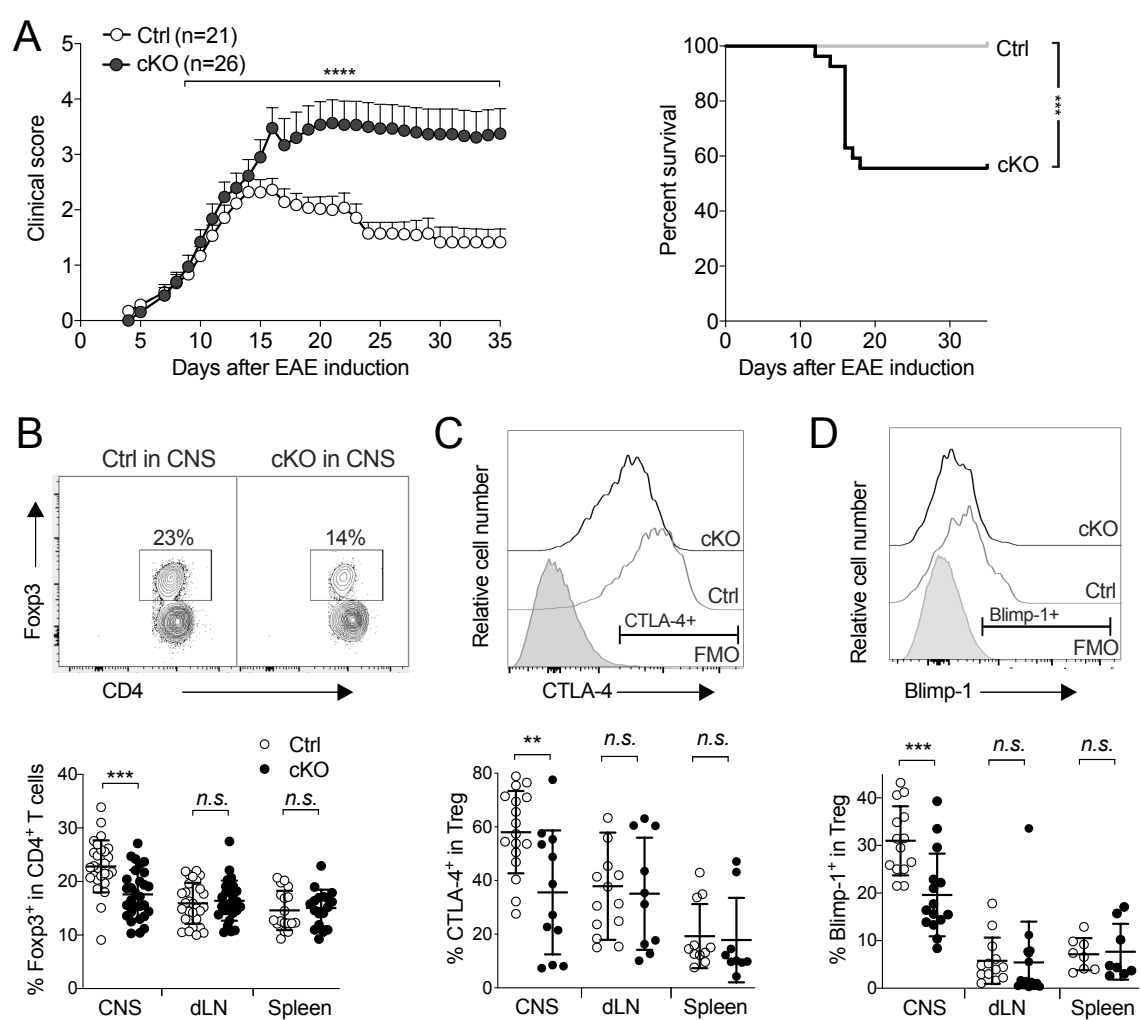 A
Ctrl (n=21)
cKO (n=26)
****
Clinical score
5
4
3
2
1
0
0 5 10 15 20 25 30 35
Days after EAE induction
Percent survival
100
80
60
40
20
0
0 10 20 30
Days after EAE induction
Ctrl
cKO
***
B
Ctrl in CNS cKO in CNS
23% 14%
Foxp3
CD4
Ctrl
cKO
% Foxp3+ in CD4+ T cells
40
30
20
10
0
*** n.s. n.s.
CNS dLN Spleen
C
Relative cell number
cKO
Ctrl
CTLA-4+
FMO
CTLA-4
% CTLA-4+ in Treg
80
60
40
20
0
** n.s. n.s.
CNS dLN Spleen
D
Relative cell number
cKO
Ctrl
Blimp-1+
FMO
Blimp-1
% Blimp-1+ in Treg
40
30
20
10
0
*** n.s. n.s.
CNS dLN Spleen